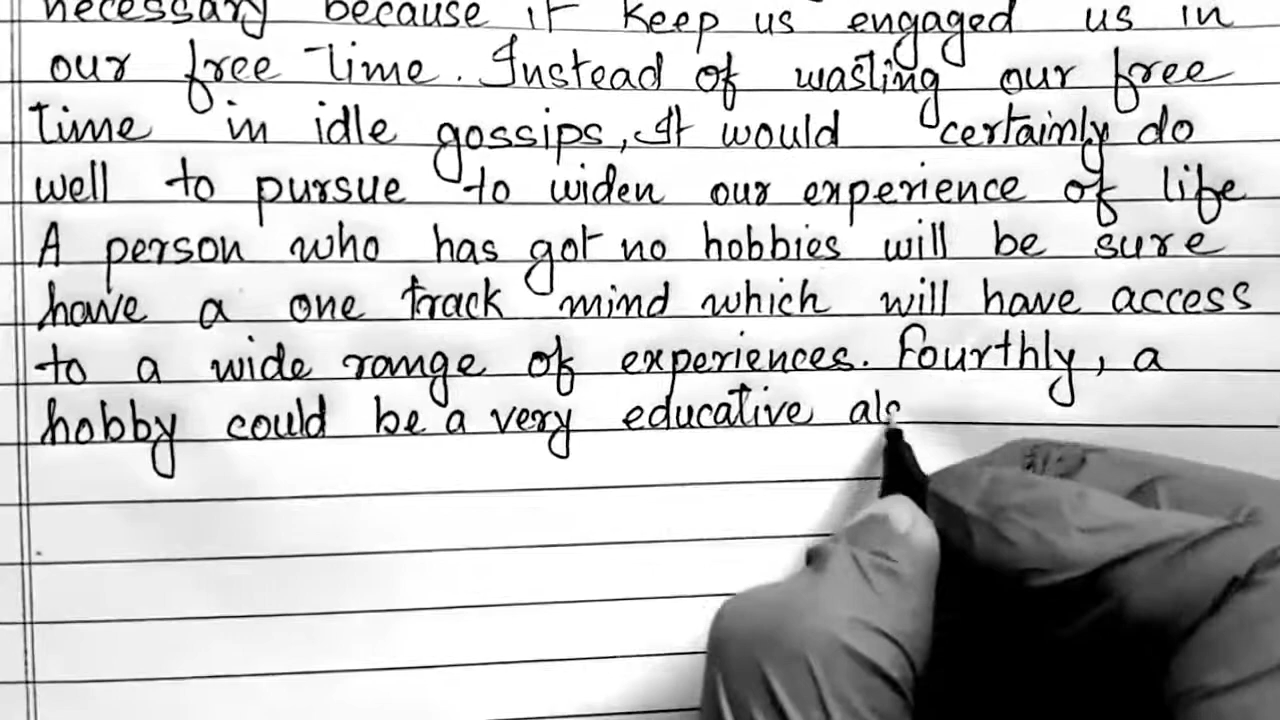 necessary because it keep us engaged us in
our free time. Instead of wasting our free
time in idle gossips, It would certainly do
well to pursue to widen our experience of life
A person who has got no hobbies will be sure
have a one track mind which will have access
to a wide range of experiences. Fourthly, a
hobby could be a very educative als